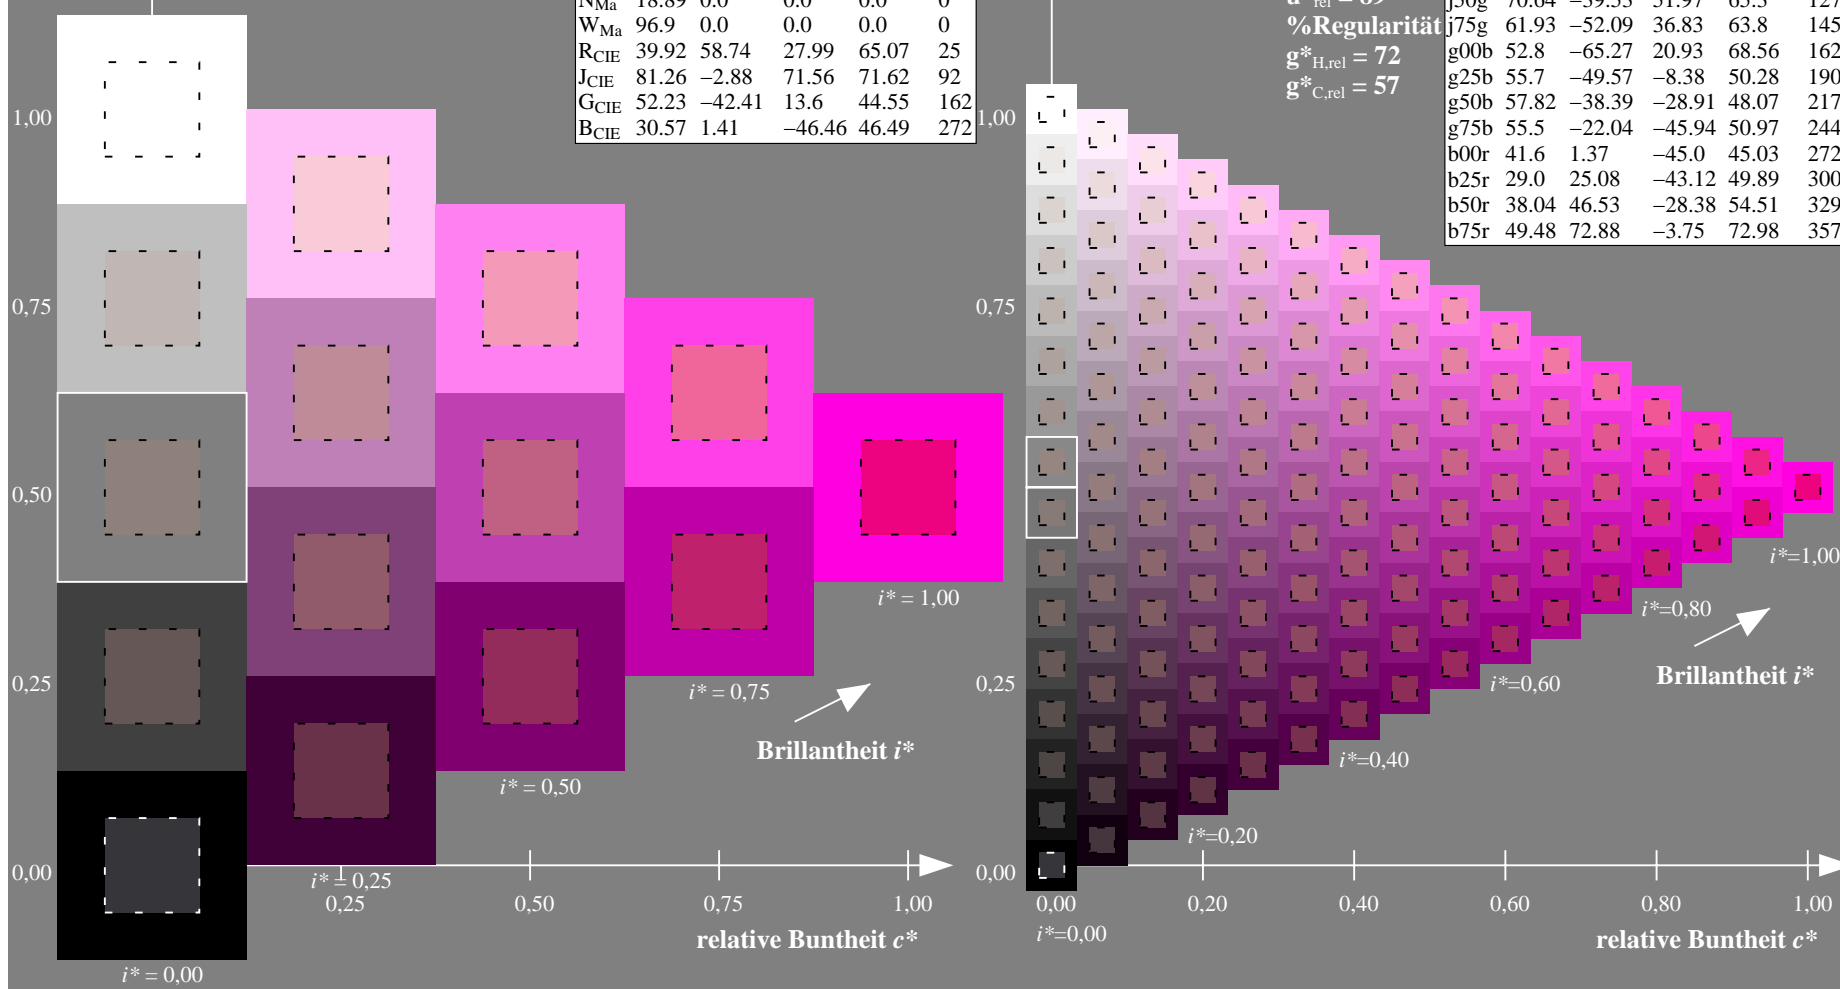 N_Ma 18.89 0.0 0.0 0.0 0
W_Ma 96.9 0.0 0.0 0.0 0
R_CIE 39.92 58.74 27.99 65.07 25
J_CIE 81.26 −2.88 71.56 71.62 92
G_CIE 52.23 −42.41 13.6 44.55 162
B_CIE 30.57 1.41 −46.46 46.49 272
1,00
0,75
0,50
0,25
0,00
i* = 1,00
i* = 0,75
Brillantheit i*
i* = 0,50
i* = 0,25
0,25 0,50 0,75 1,00
relative Buntheit c*
i* = 0,00
%Regularität
g*_H,rel = 72
g*_C,rel = 57
j75g 61.93 −52.09 36.83 63.8 145
g00b 52.8 −65.27 20.93 68.56 162
g25b 55.7 −49.57 −8.38 50.28 190
g50b 57.82 −38.39 −28.91 48.07 217
g75b 55.5 −22.04 −45.94 50.97 244
b00r 41.6 1.37 −45.0 45.03 272
b25r 29.0 25.08 −43.12 49.89 300
b50r 38.04 46.53 −28.38 54.51 329
b75r 49.48 72.88 −3.75 72.98 357
1,00
0,75
0,25
0,00
i*=1,00
i*=0,80
Brillantheit i*
i*=0,60
i*=0,40
i*=0,20
0,00 0,20 0,40 0,60 0,80 1,00
i*=0,00
relative Buntheit c*